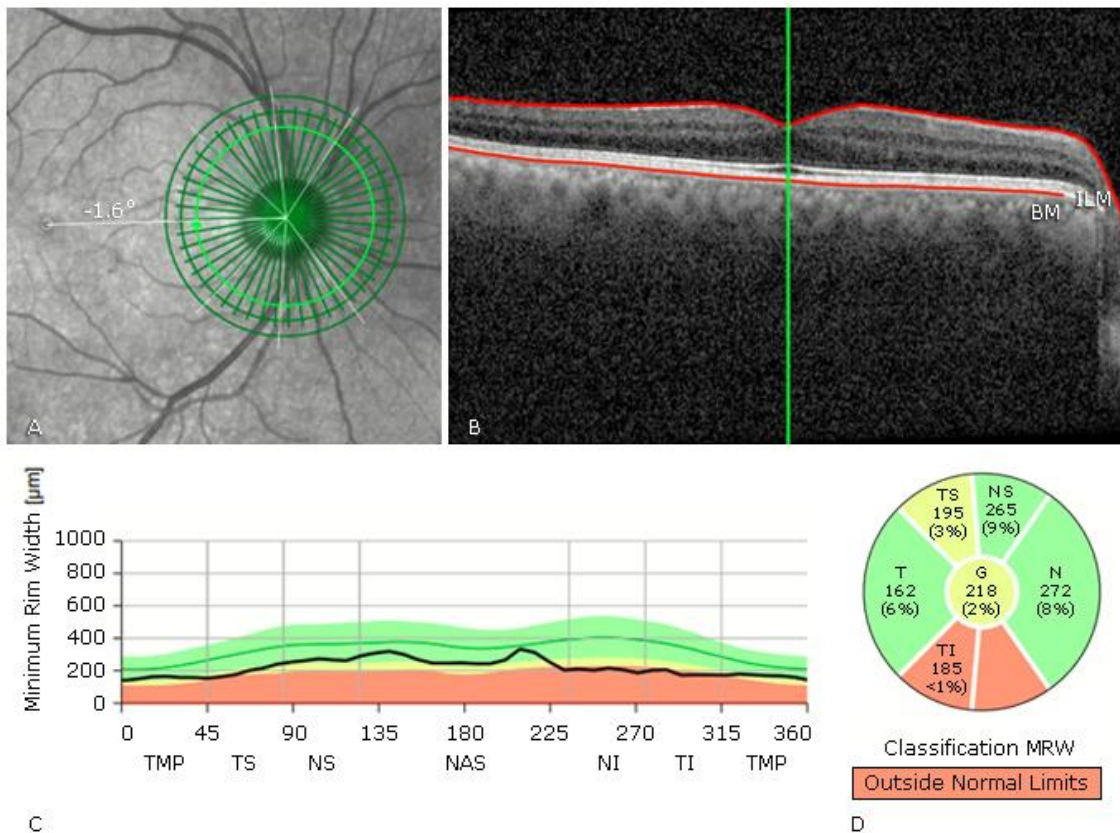 -1.6°
A
BM
ILM
B
Minimum Rim Width [µm]
1000
800
600
400
200
0
0 45 90 135 180 225 270 315 360
TMP TS NS NAS NI TI TMP
C
TS
195
(3%)
NS
265
(9%)
T
162
(6%)
G
218
(2%)
N
272
(8%)
TI
185
<1%)
Classification MRW
Outside Normal Limits
D